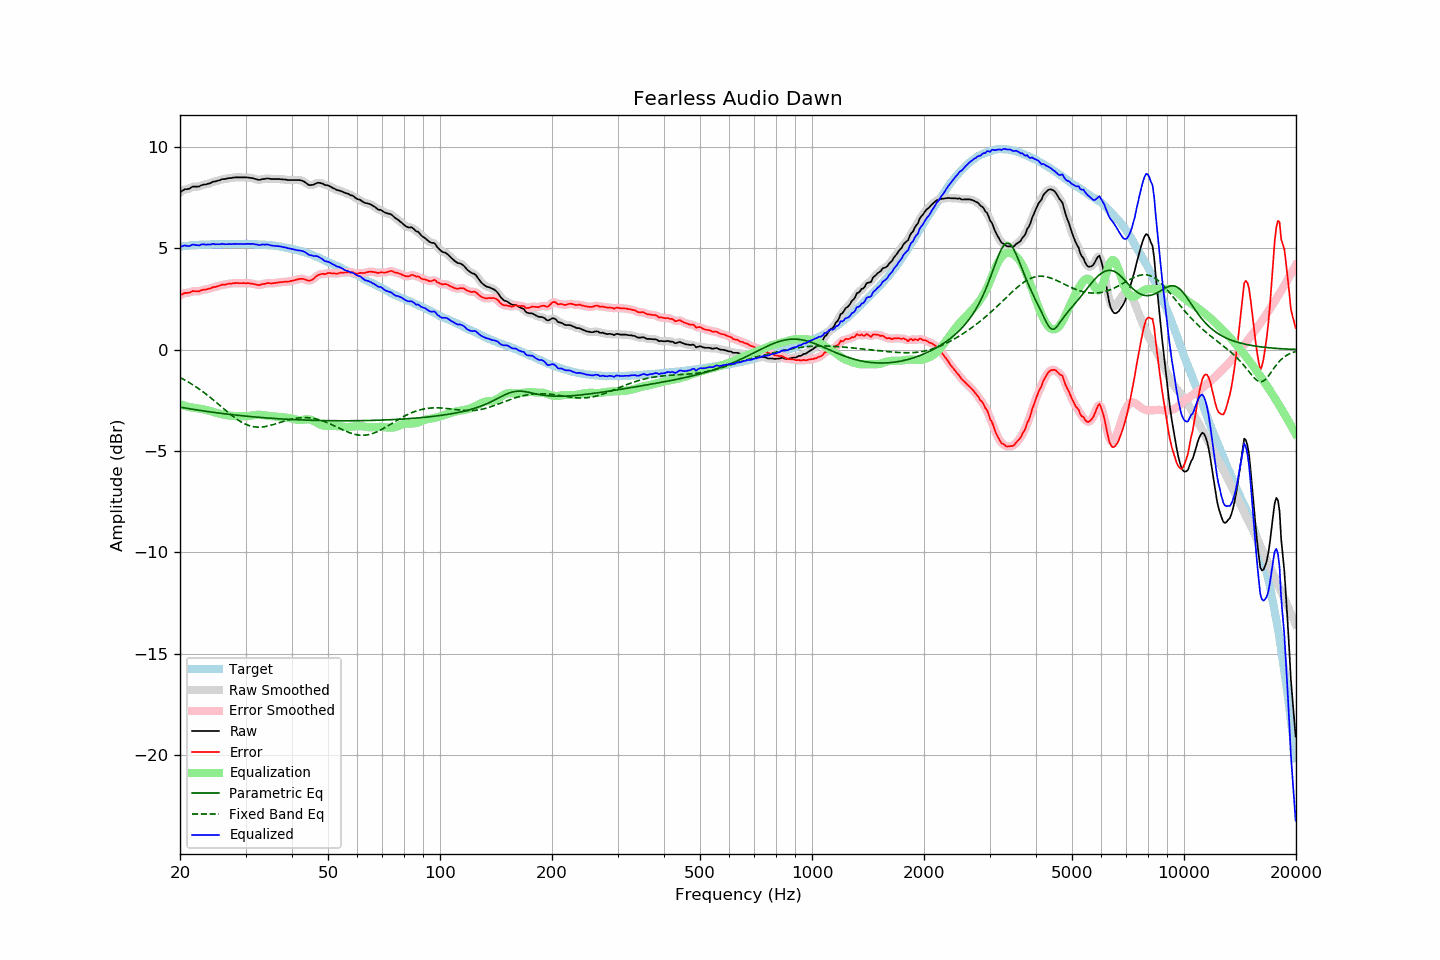 Fearless Audio Dawn
Amplitude (dBr)
10
5
0
−5
−10
−15
−20
Target
Raw Smoothed
Error Smoothed
Raw
Error
Equalization
Parametric Eq
Fixed Band Eq
Equalized
20 50 100 200 500 1000 2000 5000 10000 20000
Frequency (Hz)